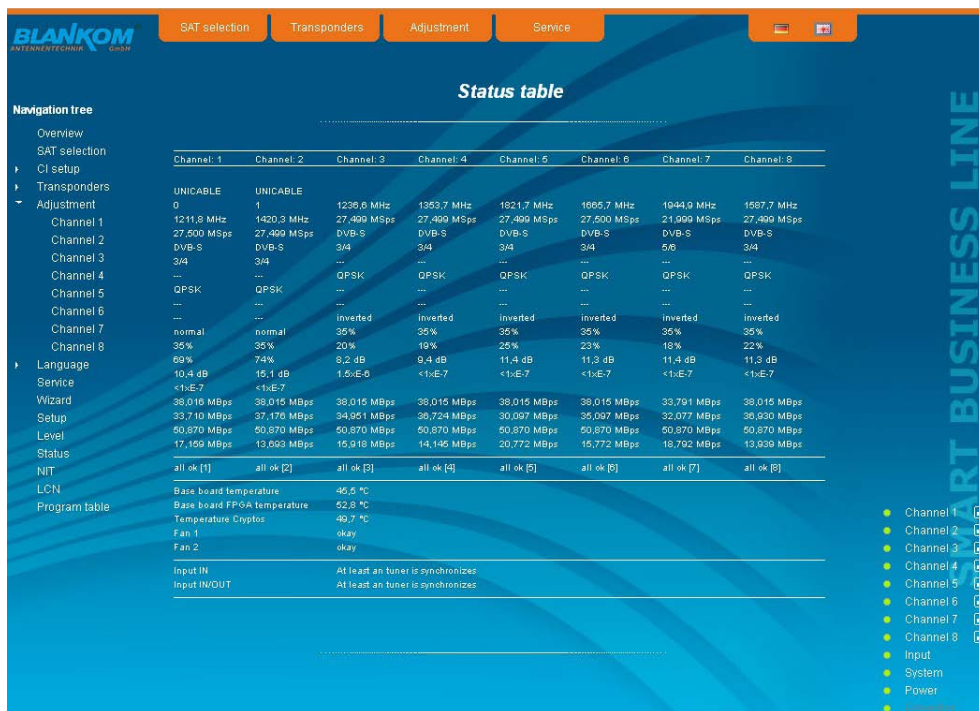 BLANKOM
ANTENNENTECHNIK GmbH
SAT selection Transponders Adjustment Service
Status table
Navigation tree
Overview
SAT selection
CI setup
Transponders
Adjustment
Channel 1
Channel 2
Channel 3
Channel 4
Channel 5
Channel 6
Channel 7
Channel 8
Language
Service
Wizard
Setup
Level
Status
NIT
LCN
Program table
Channel: 1 Channel: 2 Channel: 3 Channel: 4 Channel: 5 Channel: 6 Channel: 7 Channel: 8
UNICABLE UNICABLE
0 1 1236,6 MHz 1353,7 MHz 1821,7 MHz 1665,7 MHz 1944,9 MHz 1587,7 MHz
1211,8 MHz 1420,3 MHz 27,499 MSps 27,499 MSps 27,499 MSps 27,500 MSps 21,999 MSps 27,499 MSps
27,500 MSps 27,499 MSps DVB-S DVB-S DVB-S DVB-S DVB-S DVB-S
DVB-S DVB-S 3/4 3/4 3/4 3/4 5/6 3/4
3/4 3/4 --- --- --- --- --- ---
--- --- QPSK QPSK QPSK QPSK QPSK QPSK
QPSK QPSK --- --- --- --- --- ---
--- --- --- --- --- --- --- ---
--- --- inverted inverted inverted inverted inverted inverted
normal normal 35% 35% 35% 35% 35% 35%
35% 35% 20% 19% 25% 23% 18% 22%
69% 74% 8,2 dB 9,4 dB 11,4 dB 11,3 dB 11,4 dB 11,3 dB
10,4 dB 15,1 dB 1.5xE-6 <1xE-7 <1xE-7 <1xE-7 <1xE-7 <1xE-7
<1xE-7 <1xE-7
38,016 MBps 38,015 MBps 38,015 MBps 38,015 MBps 38,015 MBps 38,015 MBps 33,791 MBps 38,015 MBps
33,710 MBps 37,176 MBps 34,951 MBps 36,724 MBps 30,097 MBps 35,097 MBps 32,077 MBps 36,930 MBps
50,870 MBps 50,870 MBps 50,870 MBps 50,870 MBps 50,870 MBps 50,870 MBps 50,870 MBps 50,870 MBps
17,159 MBps 13,693 MBps 15,918 MBps 14,145 MBps 20,772 MBps 15,772 MBps 18,792 MBps 13,939 MBps
all ok [1] all ok [2] all ok [3] all ok [4] all ok [5] all ok [6] all ok [7] all ok [8]
Base board temperature 45,5 °C
Base board FPGA temperature 52,8 °C
Temperature Cryptos 49,7 °C
Fan 1 okay
Fan 2 okay
Input IN At least an tuner is synchronizes
Input IN/OUT At least an tuner is synchronizes
SMART BUSINESS LINE
Channel 1
Channel 2
Channel 3
Channel 4
Channel 5
Channel 6
Channel 7
Channel 8
Input
System
Power